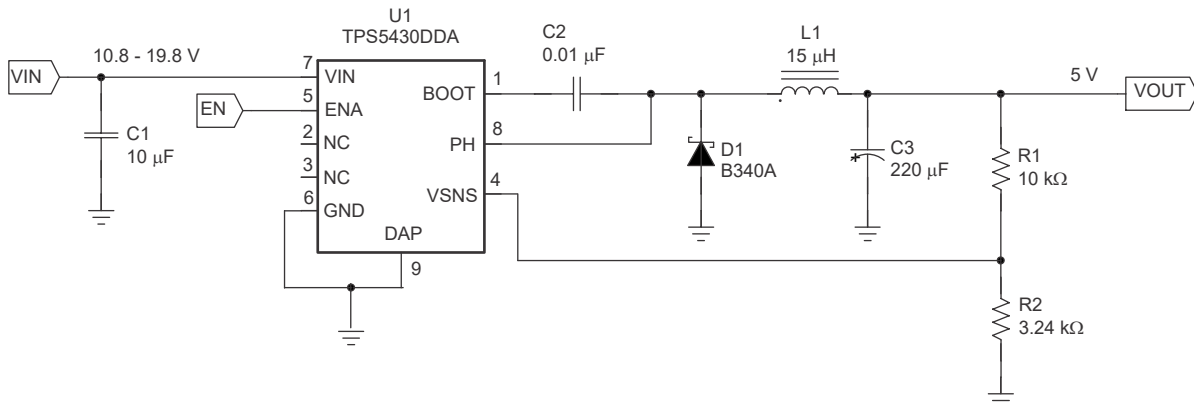 U1
TPS5430DDA
C2
0.01 μF
L1
15 μH
10.8 - 19.8 V
5 V
VIN
7
VIN
1
BOOT
VOUT
EN
5
ENA
C1
10 μF
2
NC
8
PH
D1
B340A
C3
220 μF
R1
10 kΩ
3
NC
4
VSNS
6
GND
DAP
9
R2
3.24 kΩ